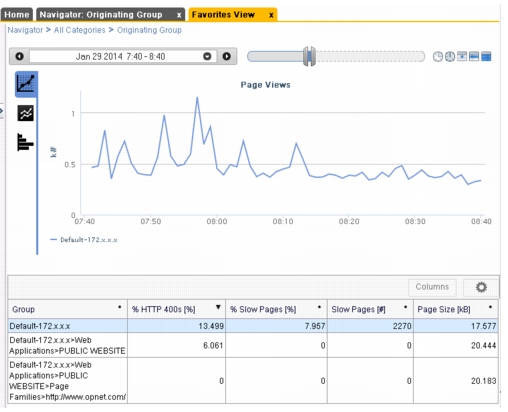 Home Navigator: Originating Group x Favorites View x
Navigator > All Categories > Originating Group
Jan 29 2014 7:40 - 8:40
Page Views
k#
1
0.5
0
07:40 07:50 08:00 08:10 08:20 08:30 08:40
Default-172.x.x.x
Columns
Group % HTTP 400s [%] % Slow Pages [%] Slow Pages [#] Page Size [kB]
Default-172.x.x.x 13.499 7.957 2270 17.577
Default-172.x.x.x>Web
Applications>PUBLIC WEBSITE 6.061 0 0 20.444
Default-172.x.x.x>Web
Applications>PUBLIC
WEBSITE>Page
Families>http://www.opnet.com/ 0 0 0 20.183